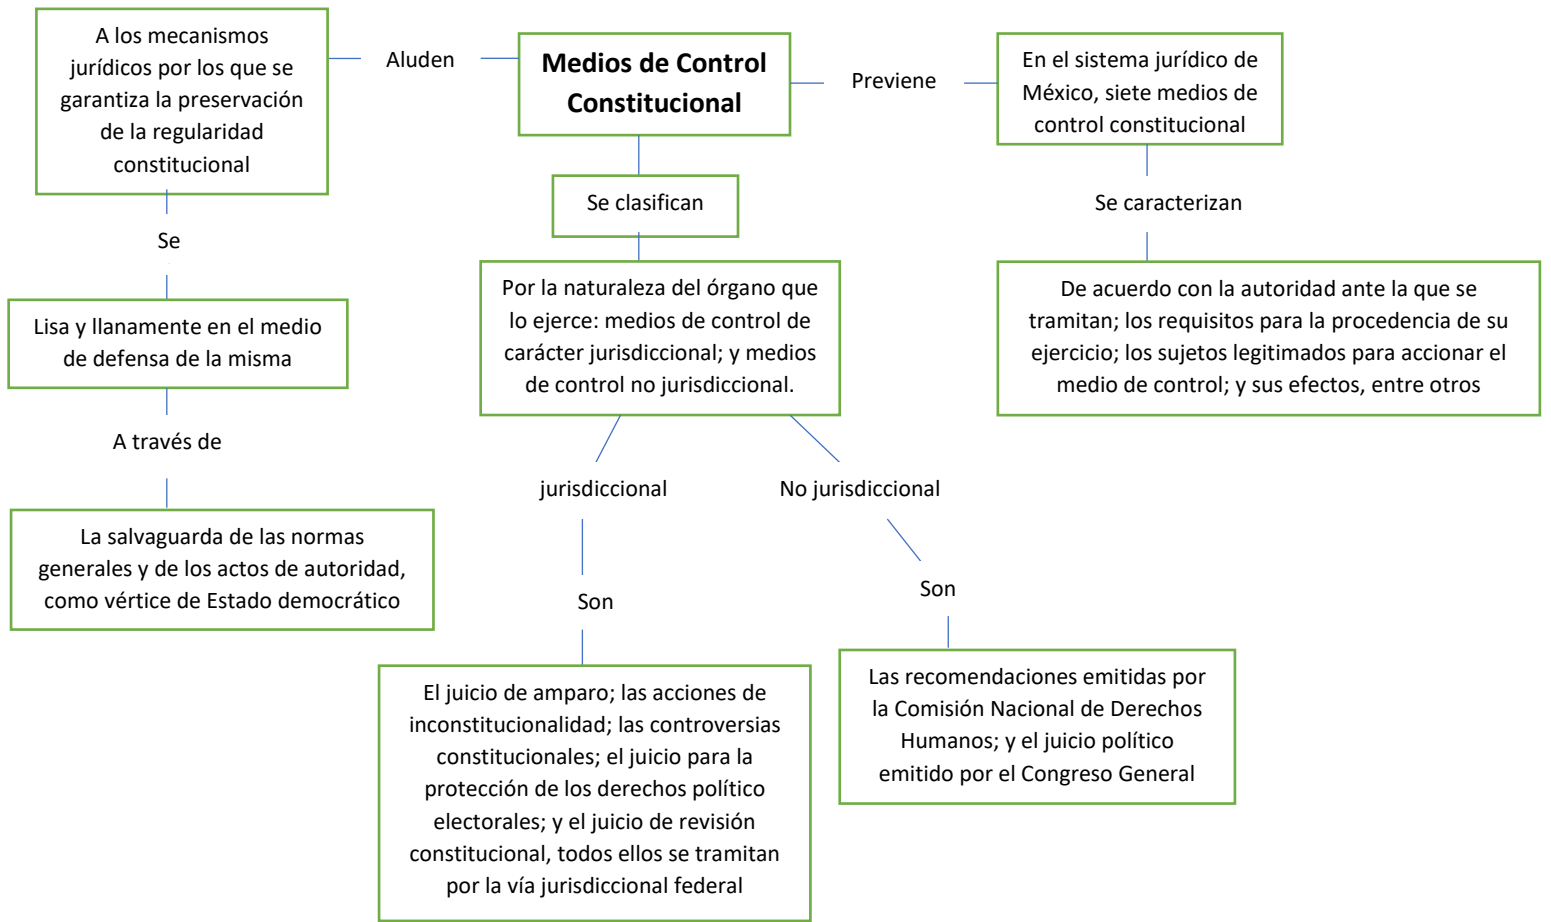 A los mecanismos
jurídicos por los que se
garantiza la preservación
de la regularidad
constitucional
Aluden
Medios de Control
Constitucional
Previene
En el sistema jurídico de
México, siete medios de
control constitucional
Se
Se clasifican
Se caracterizan
Lisa y llanamente en el medio
de defensa de la misma
Por la naturaleza del órgano que
lo ejerce: medios de control de
carácter jurisdiccional; y medios
de control no jurisdiccional.
De acuerdo con la autoridad ante la que se
tramitan; los requisitos para la procedencia de su
ejercicio; los sujetos legitimados para accionar el
medio de control; y sus efectos, entre otros
A través de
jurisdiccional
No jurisdiccional
La salvaguarda de las normas
generales y de los actos de autoridad,
como vértice de Estado democrático
Son
Son
El juicio de amparo; las acciones de
inconstitucionalidad; las controversias
constitucionales; el juicio para la
protección de los derechos político
electorales; y el juicio de revisión
constitucional, todos ellos se tramitan
por la vía jurisdiccional federal
Las recomendaciones emitidas por
la Comisión Nacional de Derechos
Humanos; y el juicio político
emitido por el Congreso General